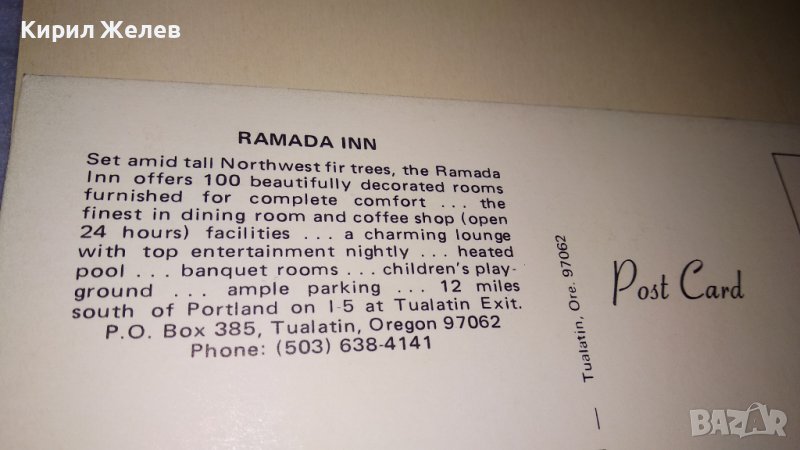 Кирил Желев
RAMADA INN
Set amid tall Northwest fir trees, the Ramada
Inn offers 100 beautifully decorated rooms
furnished for complete comfort ... the
finest in dining room and coffee shop (open
24 hours) facilities ... a charming lounge
with top entertainment nightly ... heated
pool ... banquet rooms ... children's play-
ground ... ample parking ... 12 miles
south of Portland on I-5 at Tualatin Exit.
P.O. Box 385, Tualatin, Oregon 97062
Phone: (503) 638-4141
— Tualatin, Ore. 97062
Post Card
BAZAR